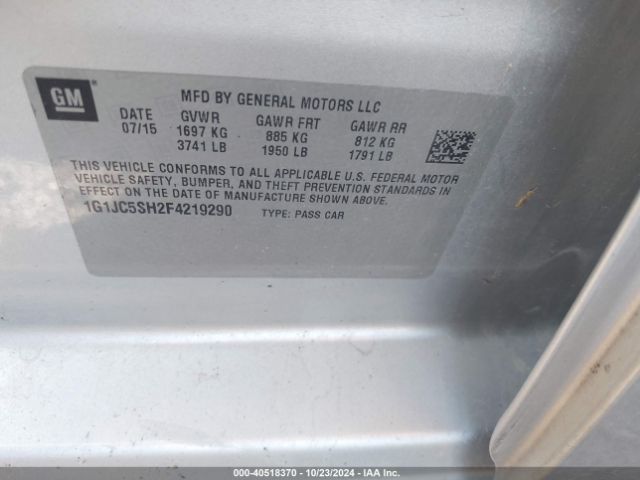 GM
MFD BY GENERAL MOTORS LLC
DATE GVWR GAWR FRT GAWR RR
07/15 1697 KG 885 KG 812 KG
3741 LB 1950 LB 1791 LB
THIS VEHICLE CONFORMS TO ALL APPLICABLE U.S. FEDERAL MOTOR
VEHICLE SAFETY, BUMPER, AND THEFT PREVENTION STANDARDS IN
EFFECT ON THE DATE OF MANUFACTURE SHOWN ABOVE.
1G1JC5SH2F4219290 TYPE: PASS CAR
000-40518370 - 10/23/2024 - IAA Inc.